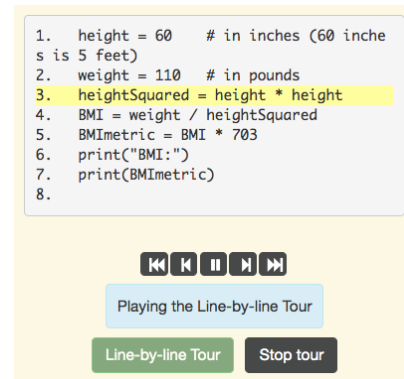 1.   height = 60    # in inches (60 inche
s is 5 feet)
2.   weight = 110   # in pounds
3.   heightSquared = height * height
4.   BMI = weight / heightSquared
5.   BMImetric = BMI * 703
6.   print("BMI:")
7.   print(BMImetric)
8.
Playing the Line-by-line Tour
Line-by-line Tour Stop tour